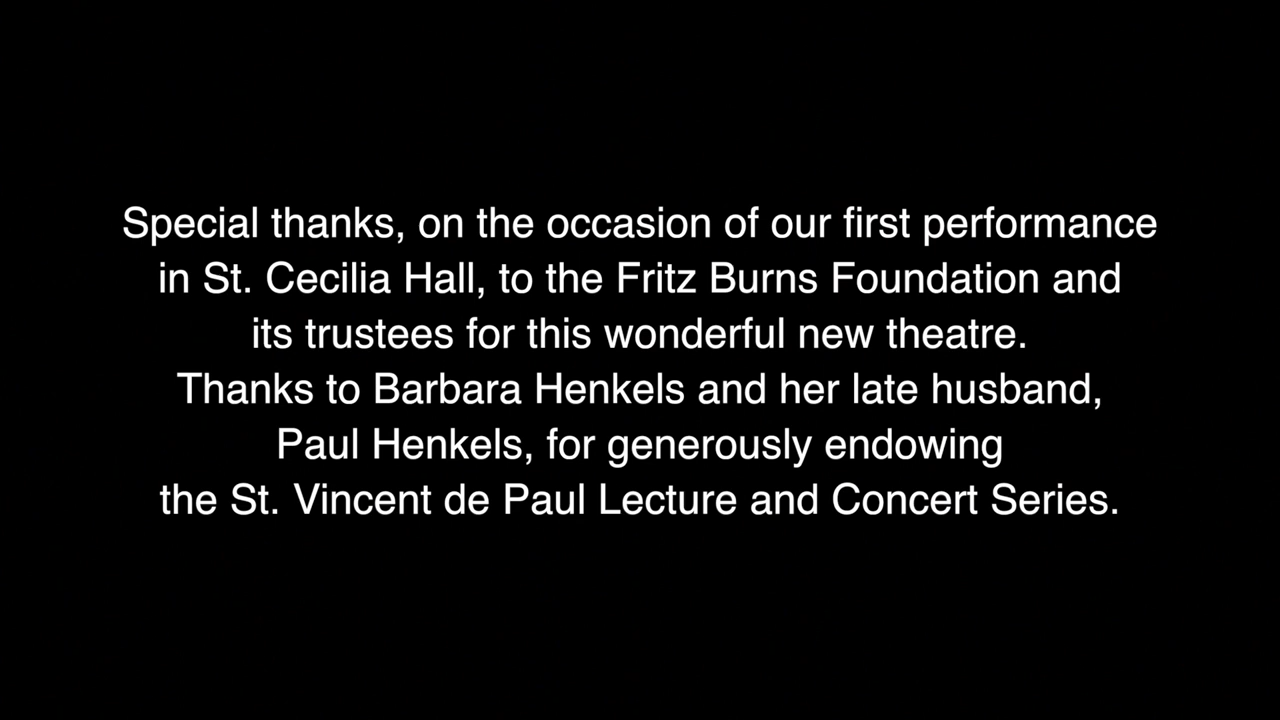 Special thanks, on the occasion of our first performance
in St. Cecilia Hall, to the Fritz Burns Foundation and
its trustees for this wonderful new theatre.
Thanks to Barbara Henkels and her late husband,
Paul Henkels, for generously endowing
the St. Vincent de Paul Lecture and Concert Series.